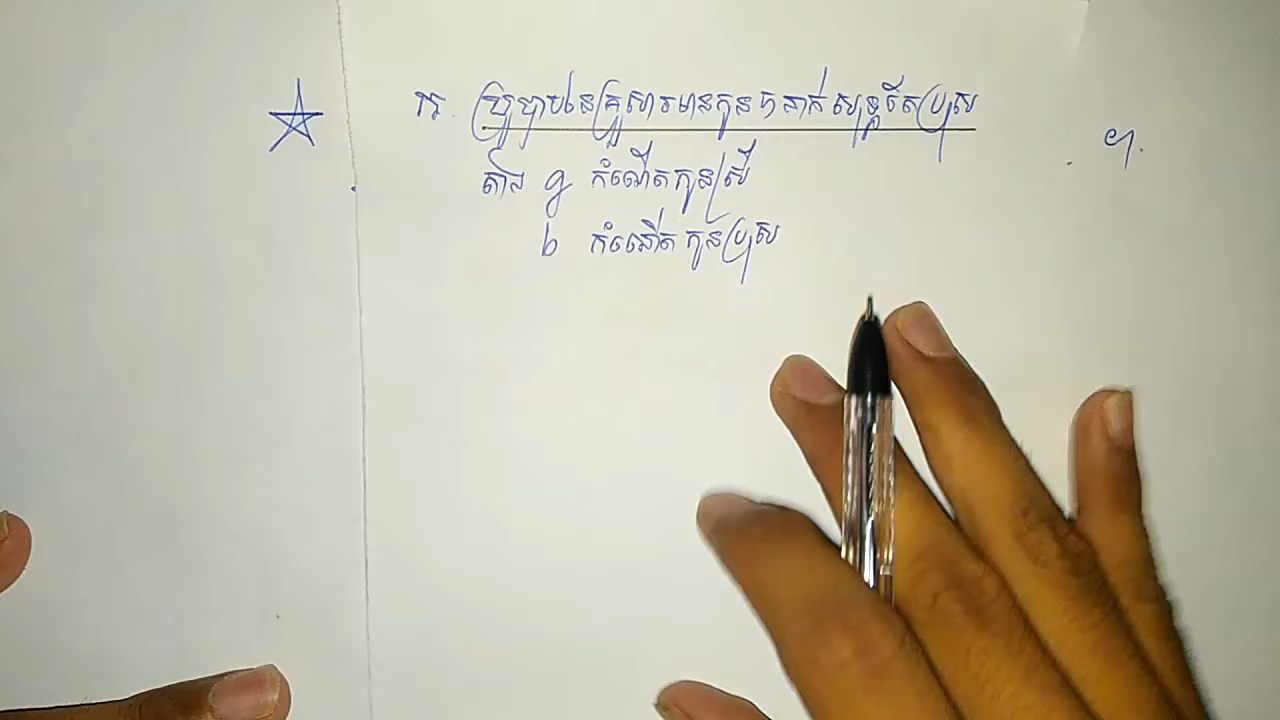 ក. ប្រូបាបនៃគ្រួសារមានកូន ៣ នាក់ សុទ្ធតែប្រុស
តាង g កំណើតកូនស្រី
b កំណើតកូនប្រុស